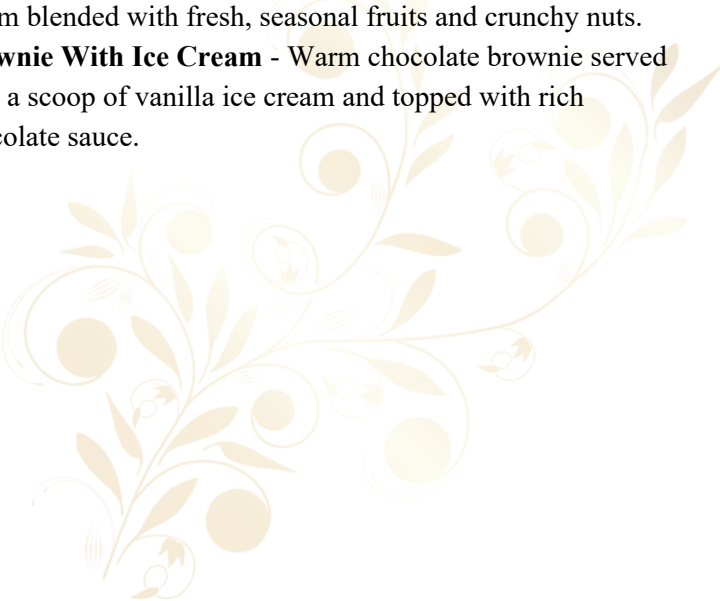 m blended with fresh, seasonal fruits and crunchy nuts.
wnie With Ice Cream - Warm chocolate brownie served
a scoop of vanilla ice cream and topped with rich
colate sauce.